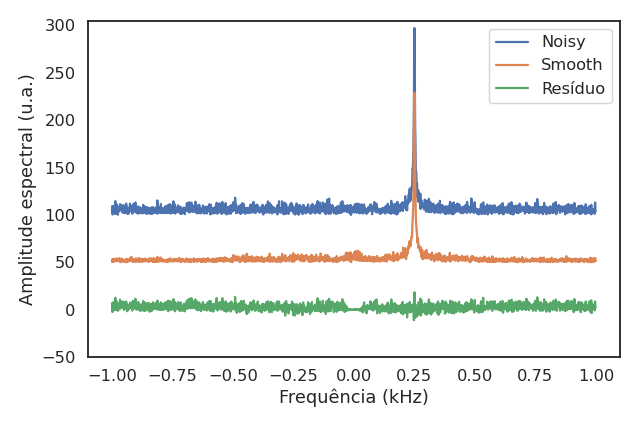 300
250
200
150
100
50
0
−50
Amplitude espectral (u.a.)
Noisy
Smooth
Resíduo
−1.00 −0.75 −0.50 −0.25 0.00 0.25 0.50 0.75 1.00
Frequência (kHz)